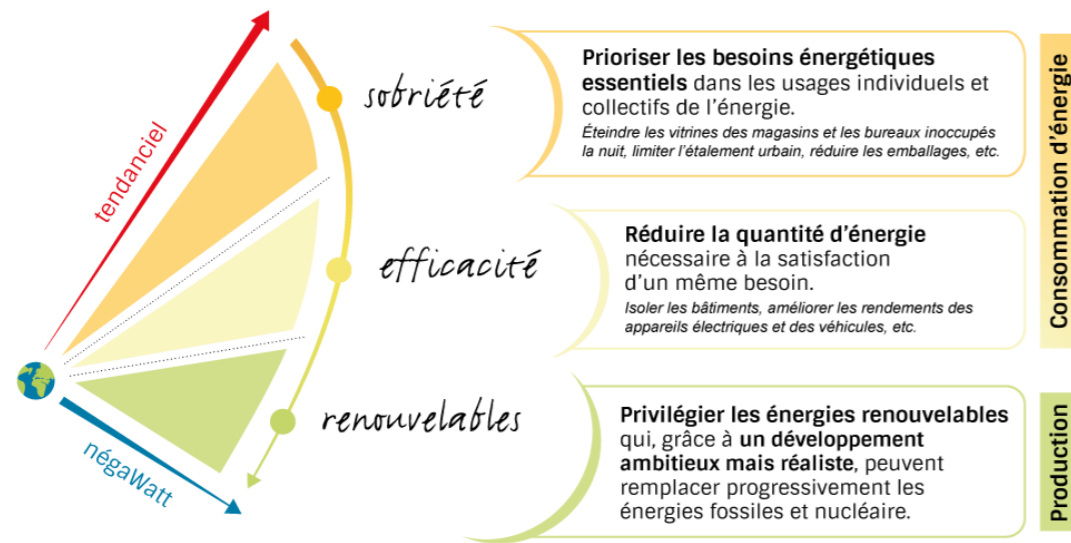 tendanciel
négaWatt
sobriété
Prioriser les besoins énergétiques
essentiels dans les usages individuels et
collectifs de l’énergie.
Éteindre les vitrines des magasins et les bureaux inoccupés
la nuit, limiter l’étalement urbain, réduire les emballages, etc.
efficacité
Réduire la quantité d’énergie
nécessaire à la satisfaction
d’un même besoin.
Isoler les bâtiments, améliorer les rendements des
appareils électriques et des véhicules, etc.
Consommation d’énergie
renouvelables
Privilégier les énergies renouvelables
qui, grâce à un développement
ambitieux mais réaliste, peuvent
remplacer progressivement les
énergies fossiles et nucléaire.
Production